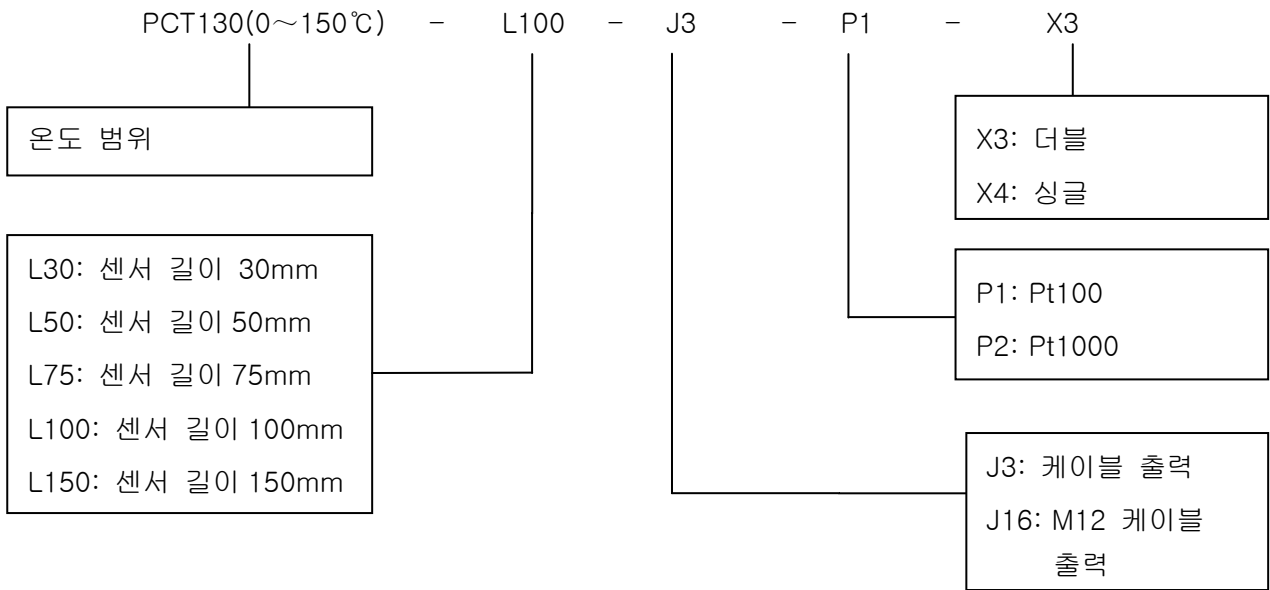 PCT130(0～150℃) - L100 - J3 - P1 - X3
온도 범위
X3: 더블
X4: 싱글
L30: 센서 길이 30mm
L50: 센서 길이 50mm
L75: 센서 길이 75mm
L100: 센서 길이 100mm
L150: 센서 길이 150mm
P1: Pt100
P2: Pt1000
J3: 케이블 출력
J16: M12 케이블
출력